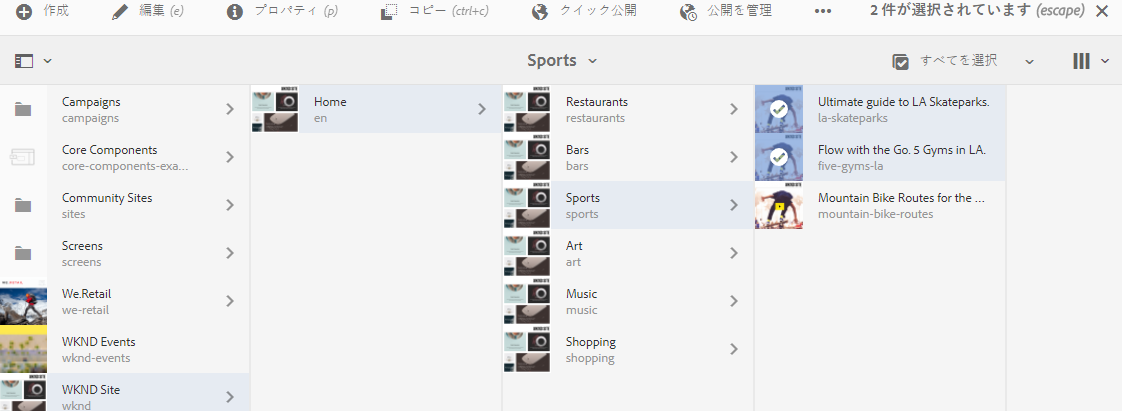 作成
編集 (e)
プロパティ (p)
コピー (ctrl+c)
クイック公開
公開を管理
•••
2 件が選択されています (escape)
Sports
すべてを選択
Campaigns
campaigns
Core Components
core-components-exa...
Community Sites
sites
Screens
screens
We.Retail
we-retail
WKND Events
wknd-events
WKND Site
wknd
Home
en
Restaurants
restaurants
Bars
bars
Sports
sports
Art
art
Music
music
Shopping
shopping
Ultimate guide to LA Skateparks.
la-skateparks
Flow with the Go. 5 Gyms in LA.
five-gyms-la
Mountain Bike Routes for the ...
mountain-bike-routes